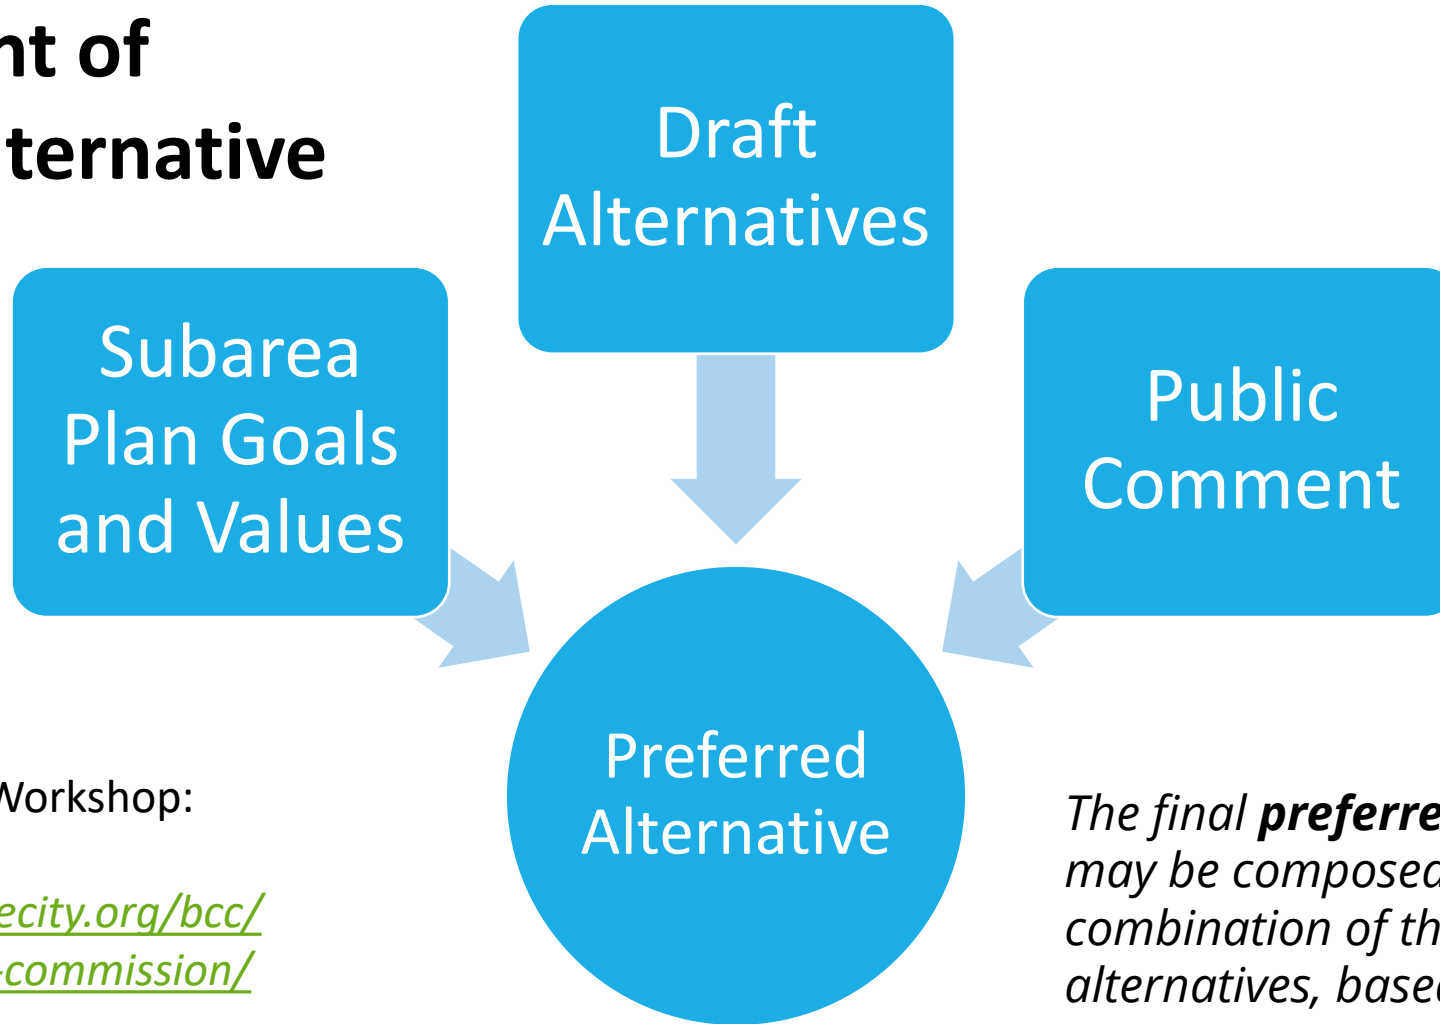 nt of
ternative
Draft
Alternatives
Subarea
Plan Goals
and Values
Public
Comment
Preferred
Alternative
Workshop:
ecity.org/bcc/
-commission/
The final preferre
may be composed
combination of th
alternatives, based